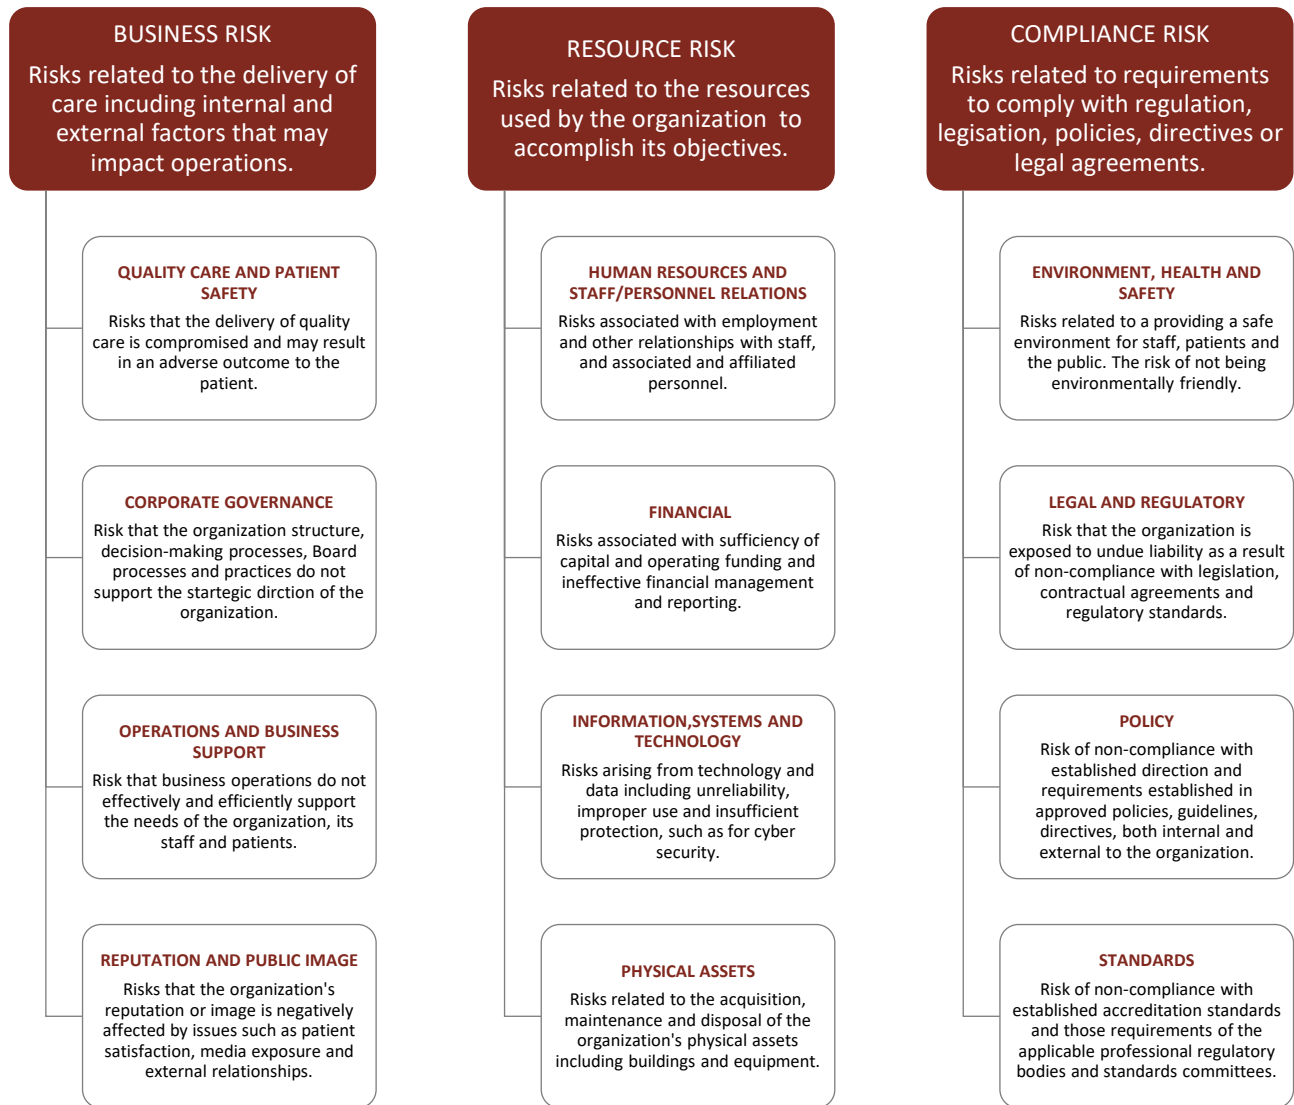 BUSINESS RISK
Risks related to the delivery of
care incuding internal and
external factors that may
impact operations.
QUALITY CARE AND PATIENT
SAFETY
Risks that the delivery of quality
care is compromised and may result
in an adverse outcome to the
patient.
CORPORATE GOVERNANCE
Risk that the organization structure,
decision-making processes, Board
processes and practices do not
support the startegic dirction of the
organization.
OPERATIONS AND BUSINESS
SUPPORT
Risk that business operations do not
effectively and efficiently support
the needs of the organization, its
staff and patients.
REPUTATION AND PUBLIC IMAGE
Risks that the organization's
reputation or image is negatively
affected by issues such as patient
satisfaction, media exposure and
external relationships.
RESOURCE RISK
Risks related to the resources
used by the organization to
accomplish its objectives.
HUMAN RESOURCES AND
STAFF/PERSONNEL RELATIONS
Risks associated with employment
and other relationships with staff,
and associated and affiliated
personnel.
FINANCIAL
Risks associated with sufficiency of
capital and operating funding and
ineffective financial management
and reporting.
INFORMATION,SYSTEMS AND
TECHNOLOGY
Risks arising from technology and
data including unreliability,
improper use and insufficient
protection, such as for cyber
security.
PHYSICAL ASSETS
Risks related to the acquisition,
maintenance and disposal of the
organization's physical assets
including buildings and equipment.
COMPLIANCE RISK
Risks related to requirements
to comply with regulation,
legisation, policies, directives or
legal agreements.
ENVIRONMENT, HEALTH AND
SAFETY
Risks related to a providing a safe
environment for staff, patients and
the public. The risk of not being
environmentally friendly.
LEGAL AND REGULATORY
Risk that the organization is
exposed to undue liability as a result
of non-compliance with legislation,
contractual agreements and
regulatory standards.
POLICY
Risk of non-compliance with
established direction and
requirements established in
approved policies, guidelines,
directives, both internal and
external to the organization.
STANDARDS
Risk of non-compliance with
established accreditation standards
and those requirements of the
applicable professional regulatory
bodies and standards committees.